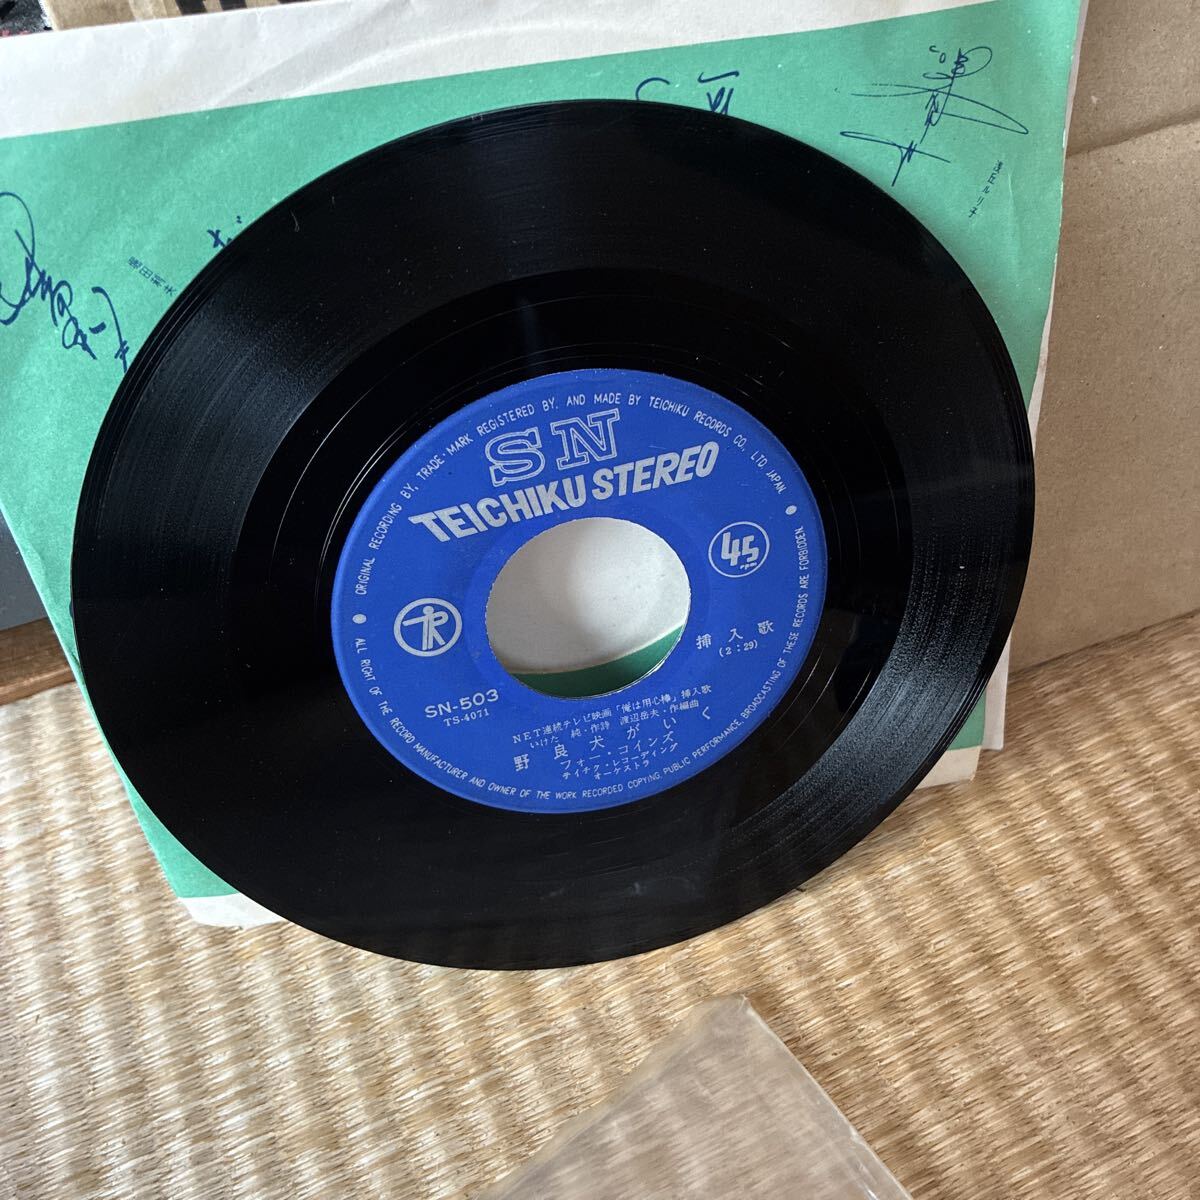 浅丘ルリ子
ORIGINAL RECORDING BY, TRADE·MARK REGISTERED BY, AND MADE BY TEICHIKU RECORDS CO., LTD. JAPAN.
SN
TEICHIKU STEREO
45
rpm
挿入歌
(2:29)
SN-503
TS-4071
NET連続テレビ映画「俺は用心棒」挿入歌
いけた 純・作詩 渡辺岳夫・作編曲
野良犬がいく
フォー・コインズ
テイチク・レコーディング
オーケストラ
ALL RIGHT OF THE RECORD MANUFACTURER AND OWNER OF THE WORK RECORDED COPYING, PUBLIC PERFORMANCE, BROADCASTING OF THESE RECORDS ARE FORBIDDEN.